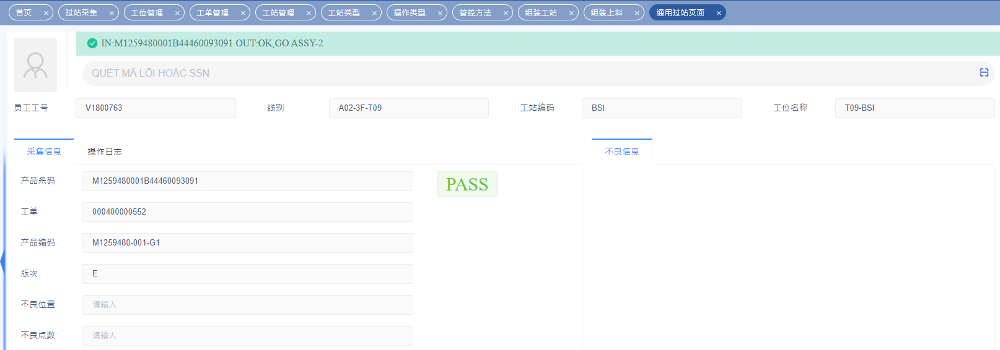 首页 × 过站采集 × 工位管理 × 工单管理 × 工站管理 × 工站类型 × 操作类型 × 管控方法 × 组装工站 × 组装上料 × 通用过站页面 ×
IN:M1259480001B44460093091 OUT:OK,GO ASSY-2
QUÉT MÃ LỖI HOẶC SSN
员工工号 V1800763 线别 A02-3F-T09 工站编码 BSI 工位名称 T09-BSI
采集信息 操作日志 不良信息
产品条码 M1259480001B44460093091 PASS
工单 000400000552
产品编码 M1259480-001-G1
版次 E
不良位置 请输入
不良点数 请输入